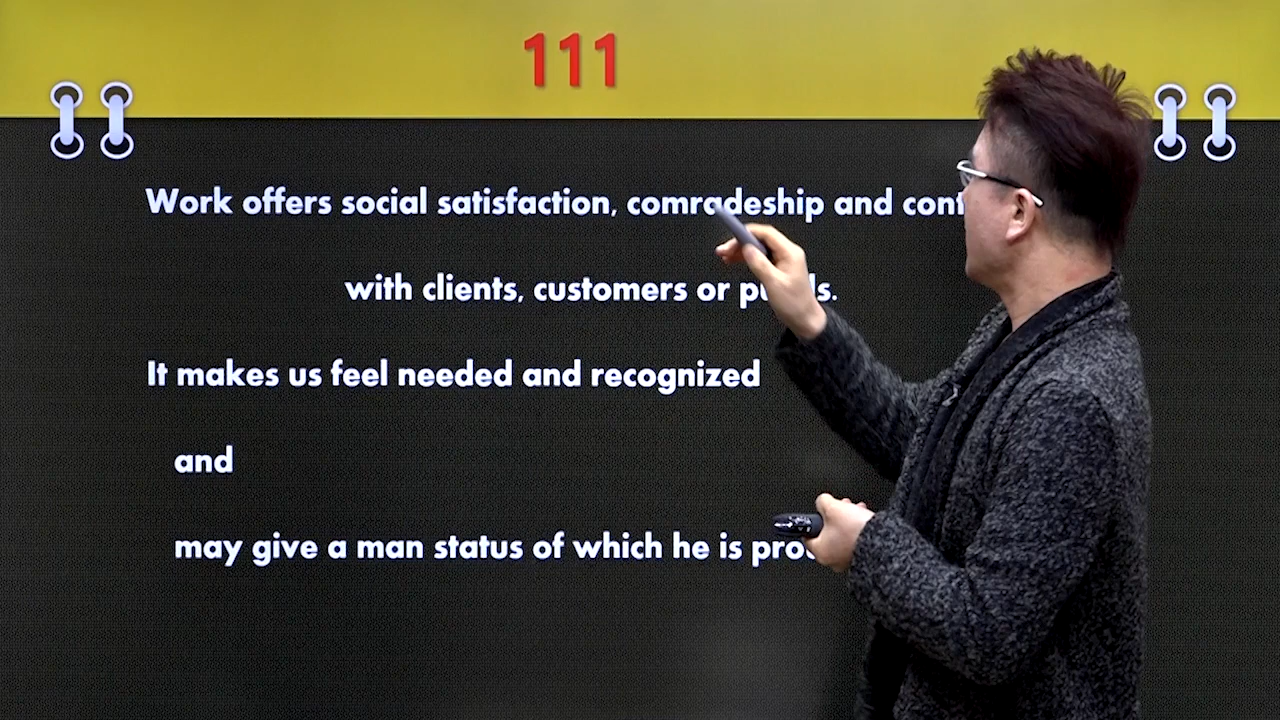 111
Work offers social satisfaction, comradeship and
with clients, customers or
It makes us feel needed and recognized
and
may give a man status of which he is